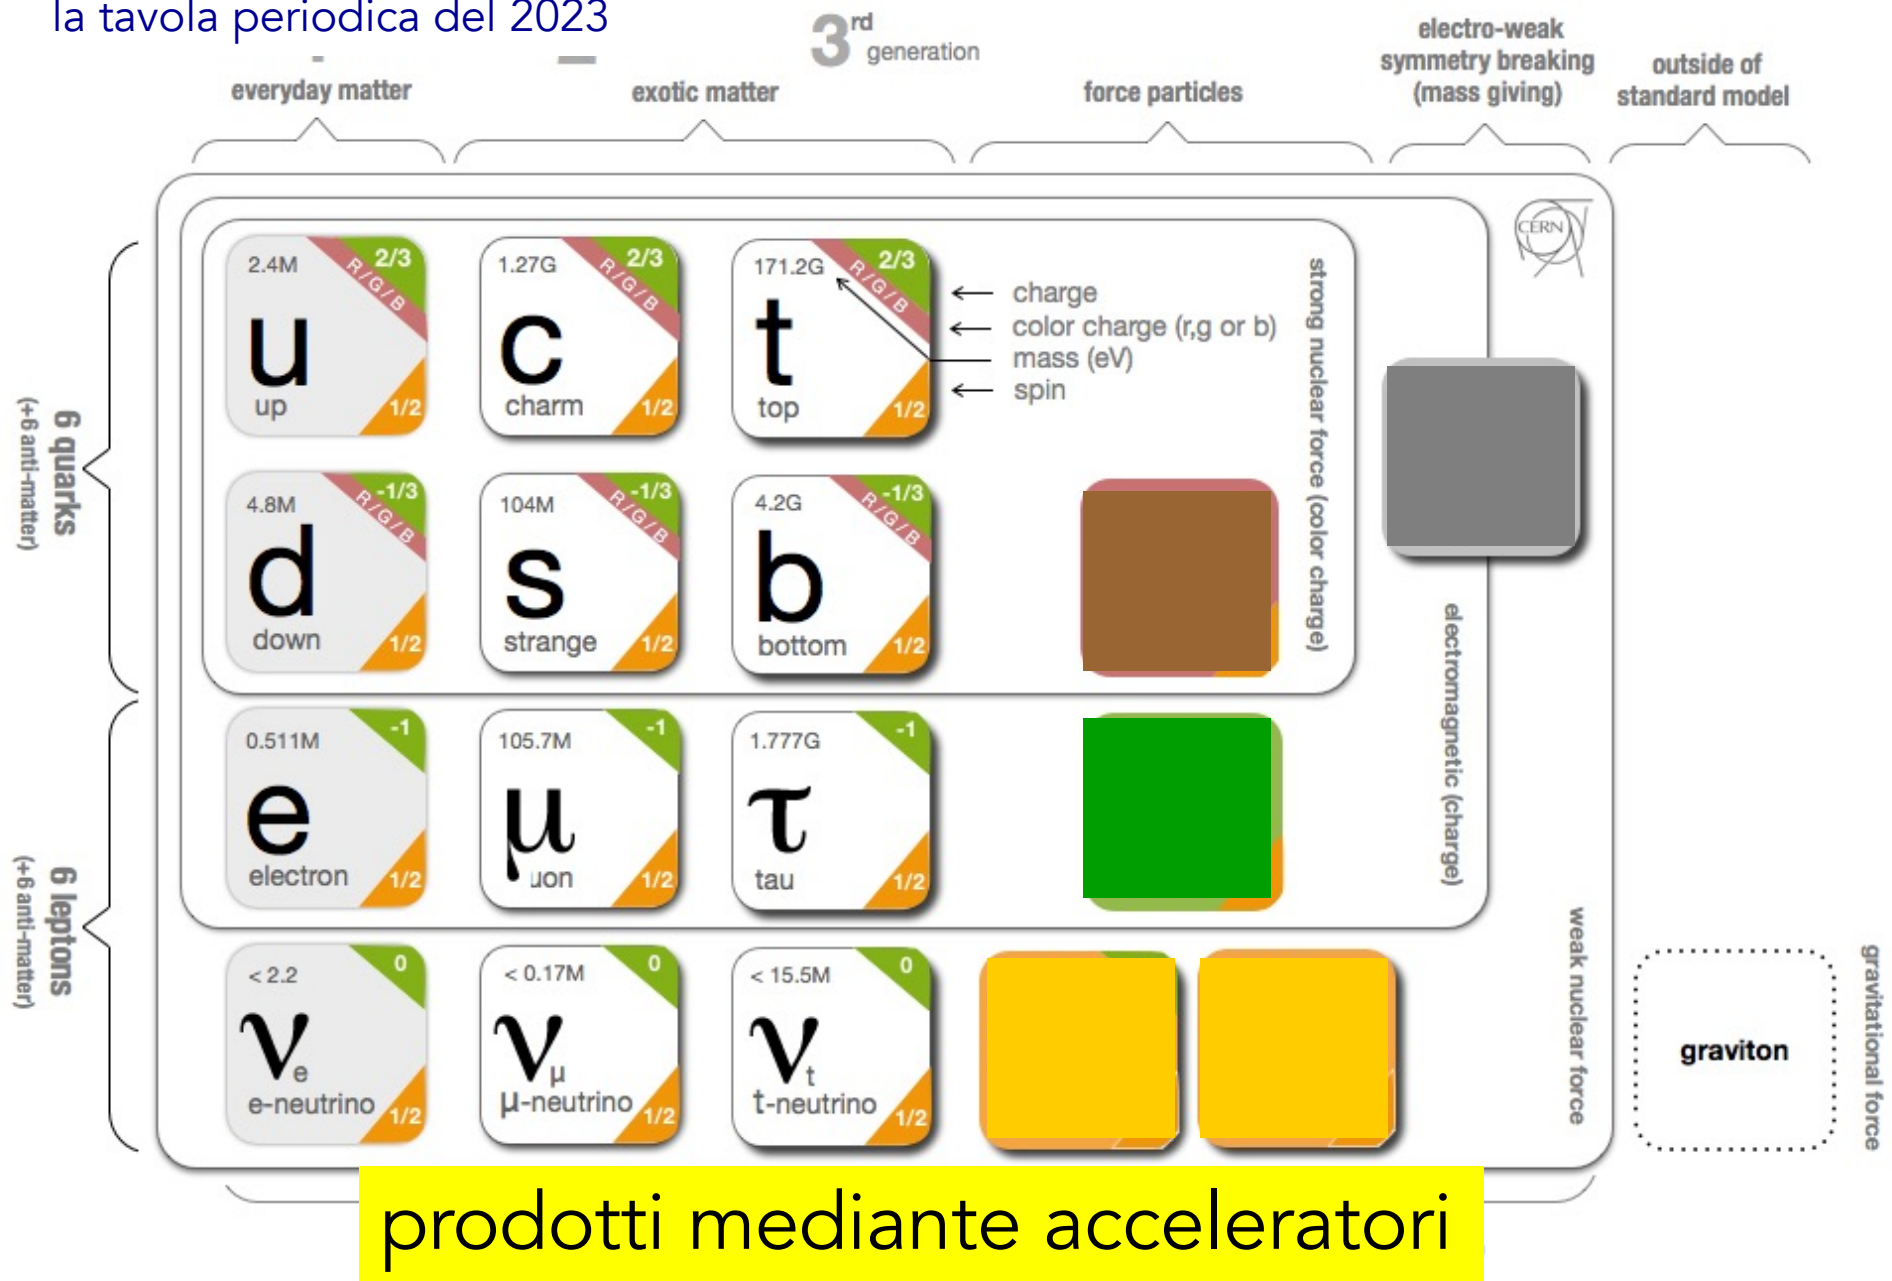 la tavola periodica del 2023
3rd generation
everyday matter
exotic matter
force particles
electro-weak
symmetry breaking
(mass giving)
outside of
standard model
CERN
6 quarks
(+6 anti-matter)
2.4M
2/3
R/G/B
u
up
1/2
1.27G
2/3
R/G/B
c
charm
1/2
171.2G
2/3
R/G/B
t
top
1/2
charge
color charge (r,g or b)
mass (eV)
spin
strong nuclear force (color charge)
4.8M
-1/3
R/G/B
d
down
1/2
104M
-1/3
R/G/B
s
strange
1/2
4.2G
-1/3
R/G/B
b
bottom
1/2
6 leptons
(+6 anti-matter)
0.511M
-1
e
electron
1/2
105.7M
-1
μ
uon
1/2
1.777G
-1
τ
tau
1/2
electromagnetic (charge)
< 2.2
0
νe
e-neutrino
1/2
< 0.17M
0
νμ
μ-neutrino
1/2
< 15.5M
0
νt
t-neutrino
1/2
weak nuclear force
graviton
gravitational force
prodotti mediante acceleratori